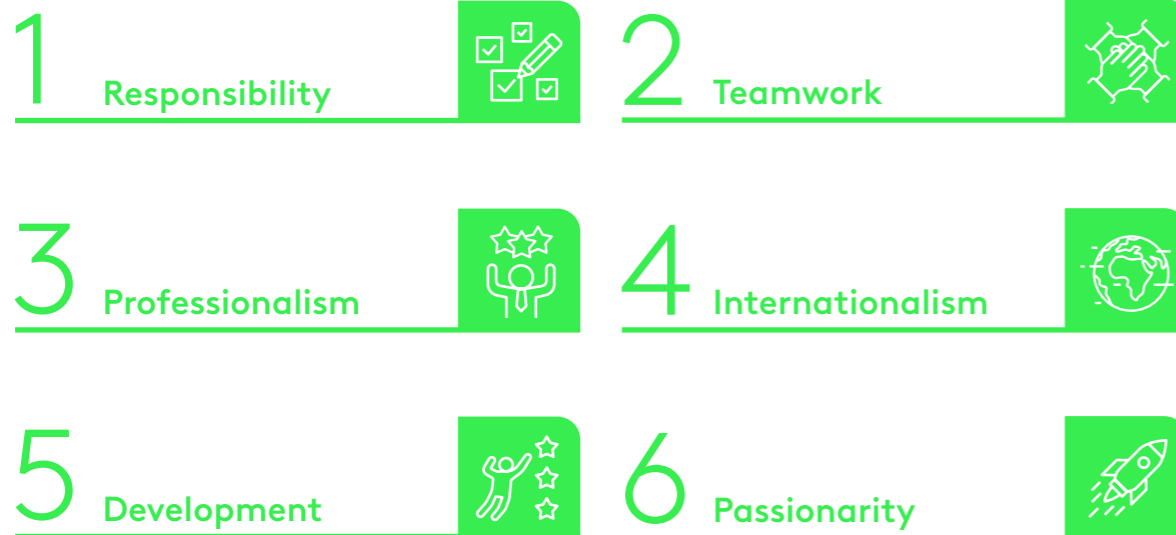 1 Responsibility
2 Teamwork
3 Professionalism
4 Internationalism
5 Development
6 Passionarity